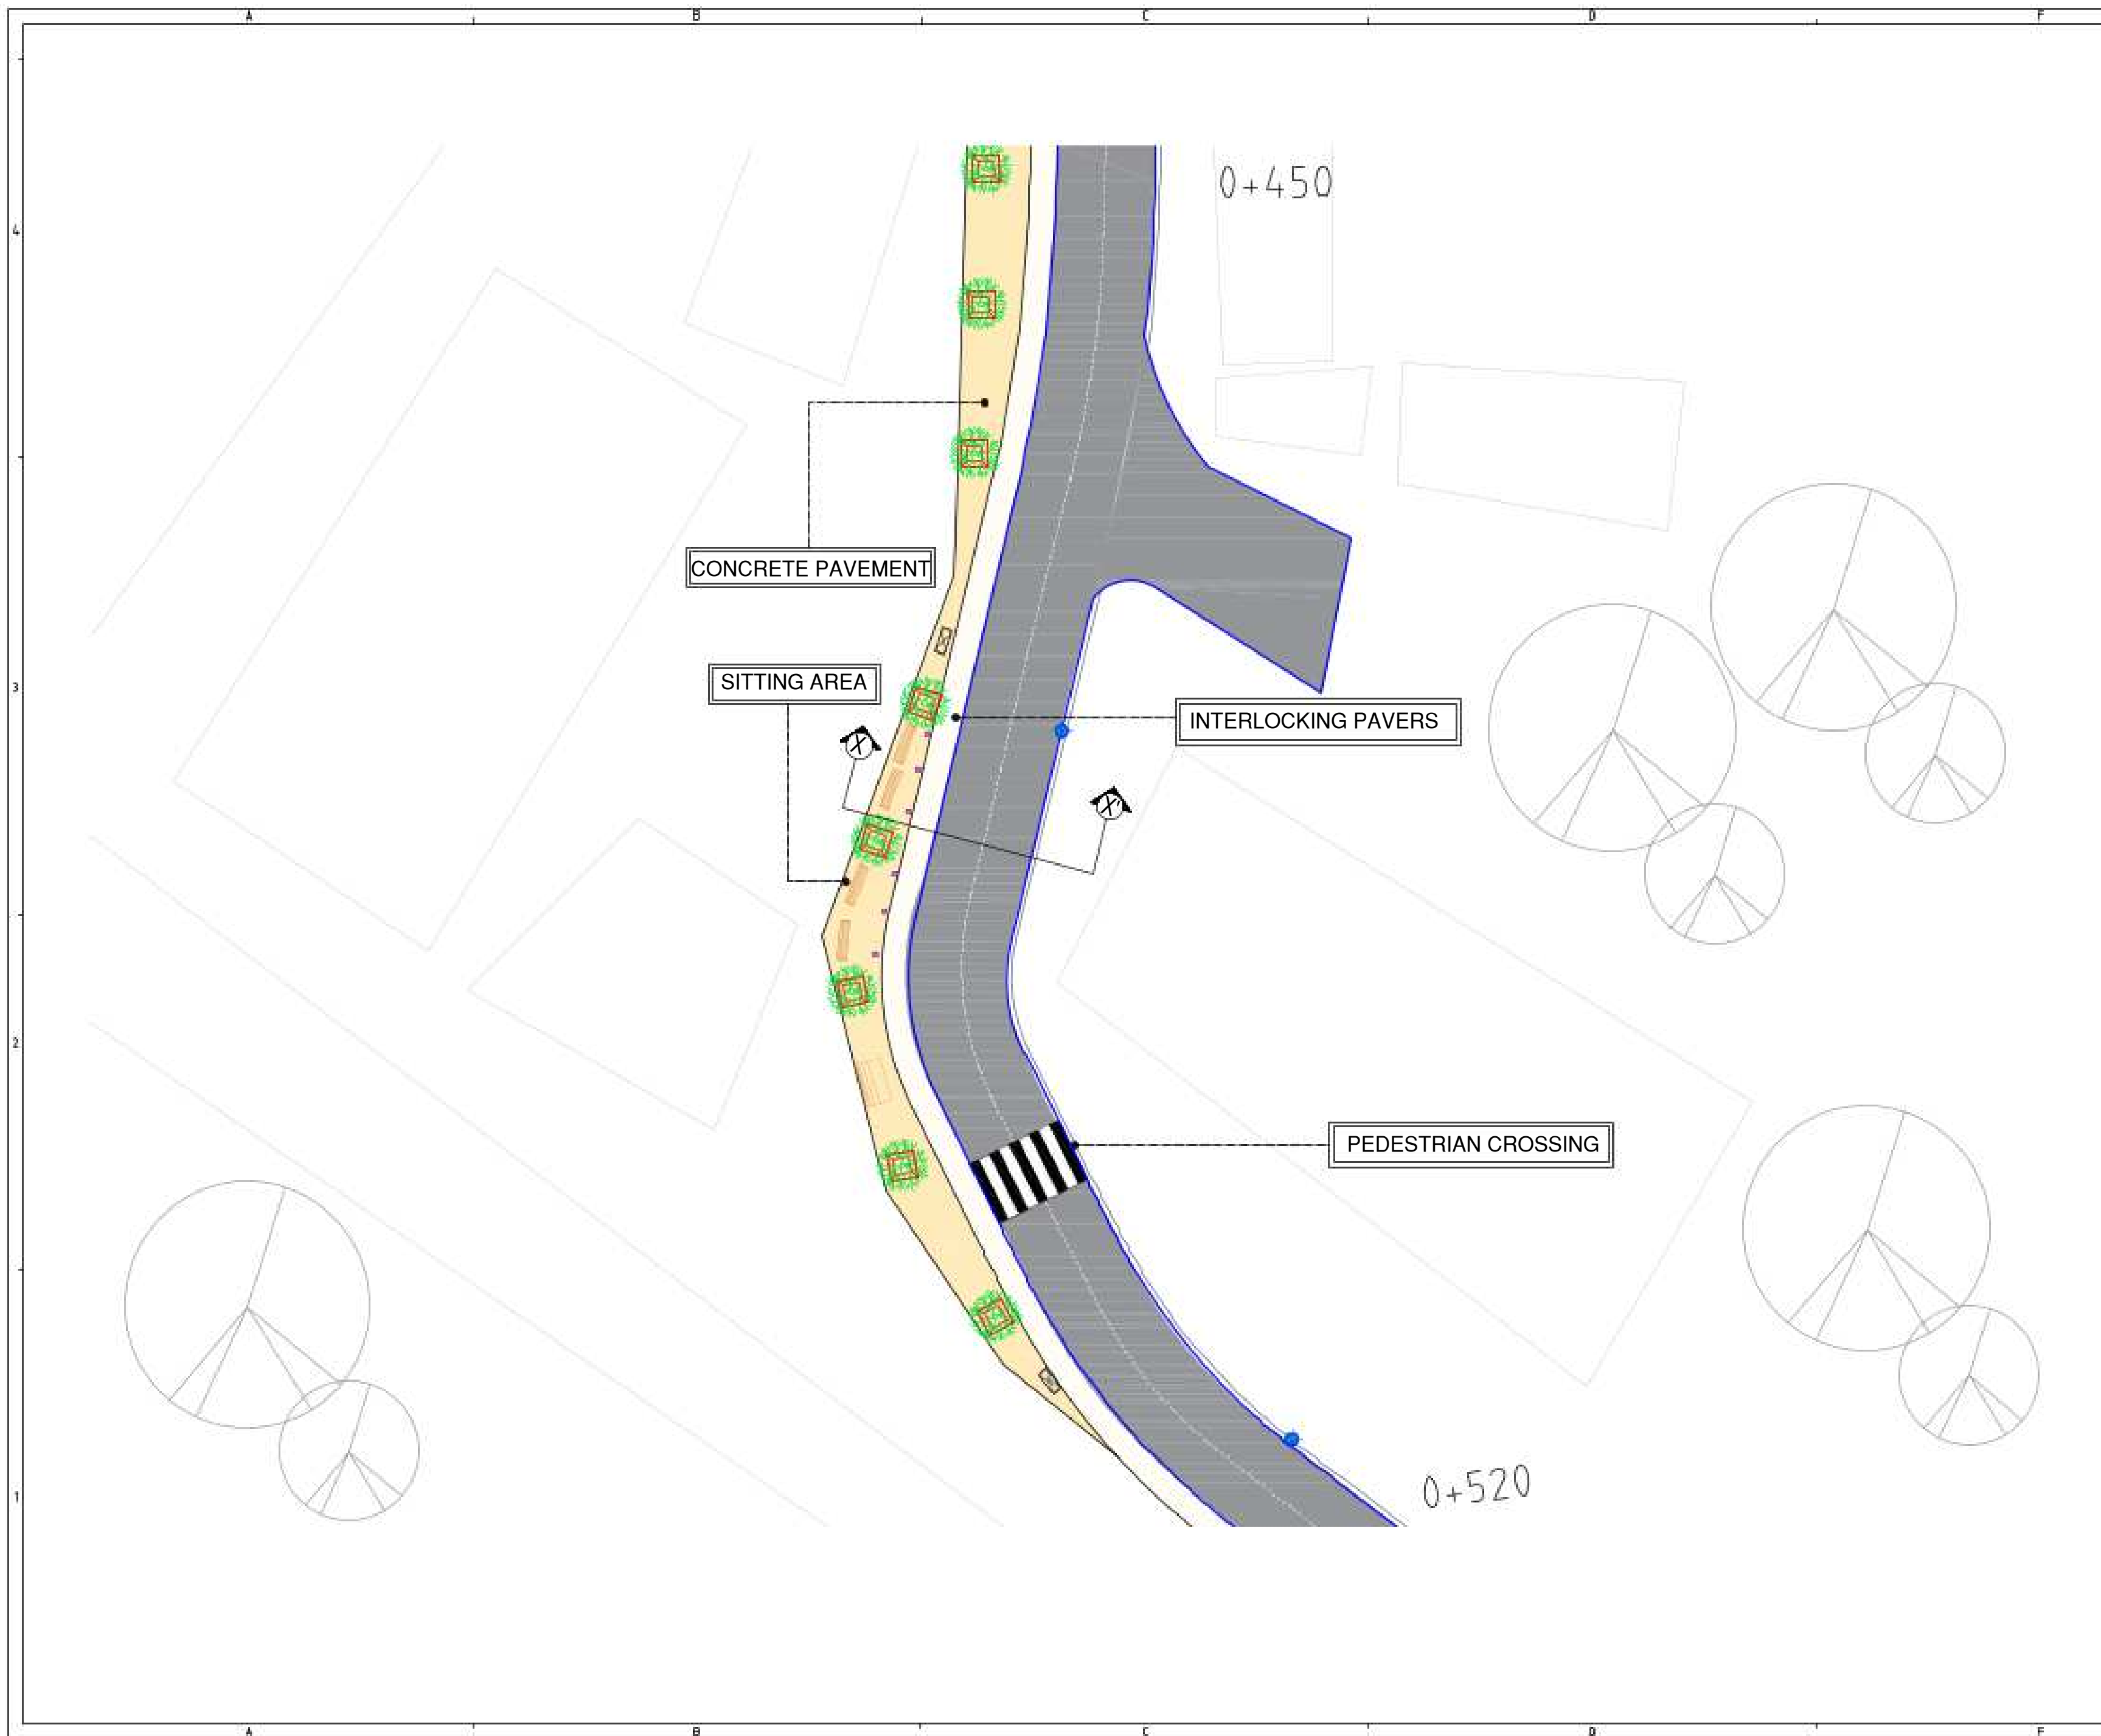 A B C D F
0+450
4
CONCRETE PAVEMENT
3
SITTING AREA
INTERLOCKING PAVERS
X
X'
2
PEDESTRIAN CROSSING
1
0+520
A B C D F